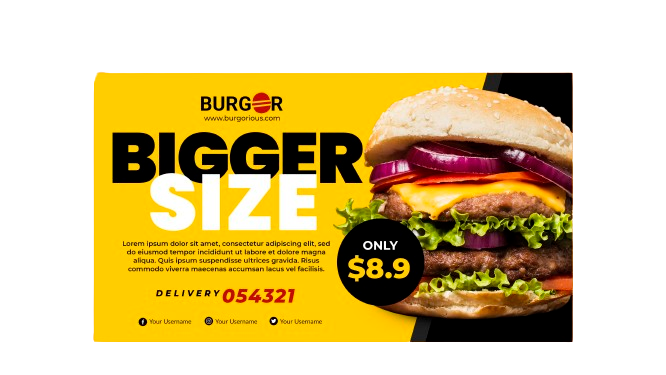 BURGOR
www.burgorious.com
BIGGER
SIZE
Lorem ipsum dolor sit amet, consectetur adipiscing elit, sed
do eiusmod tempor incididunt ut labore et dolore magna
aliqua. Quis ipsum suspendisse ultrices gravida. Risus
commodo viverra maecenas accumsan lacus vel facilisis.
ONLY
$8.9
DELIVERY 054321
Your Username Your Username Your Username